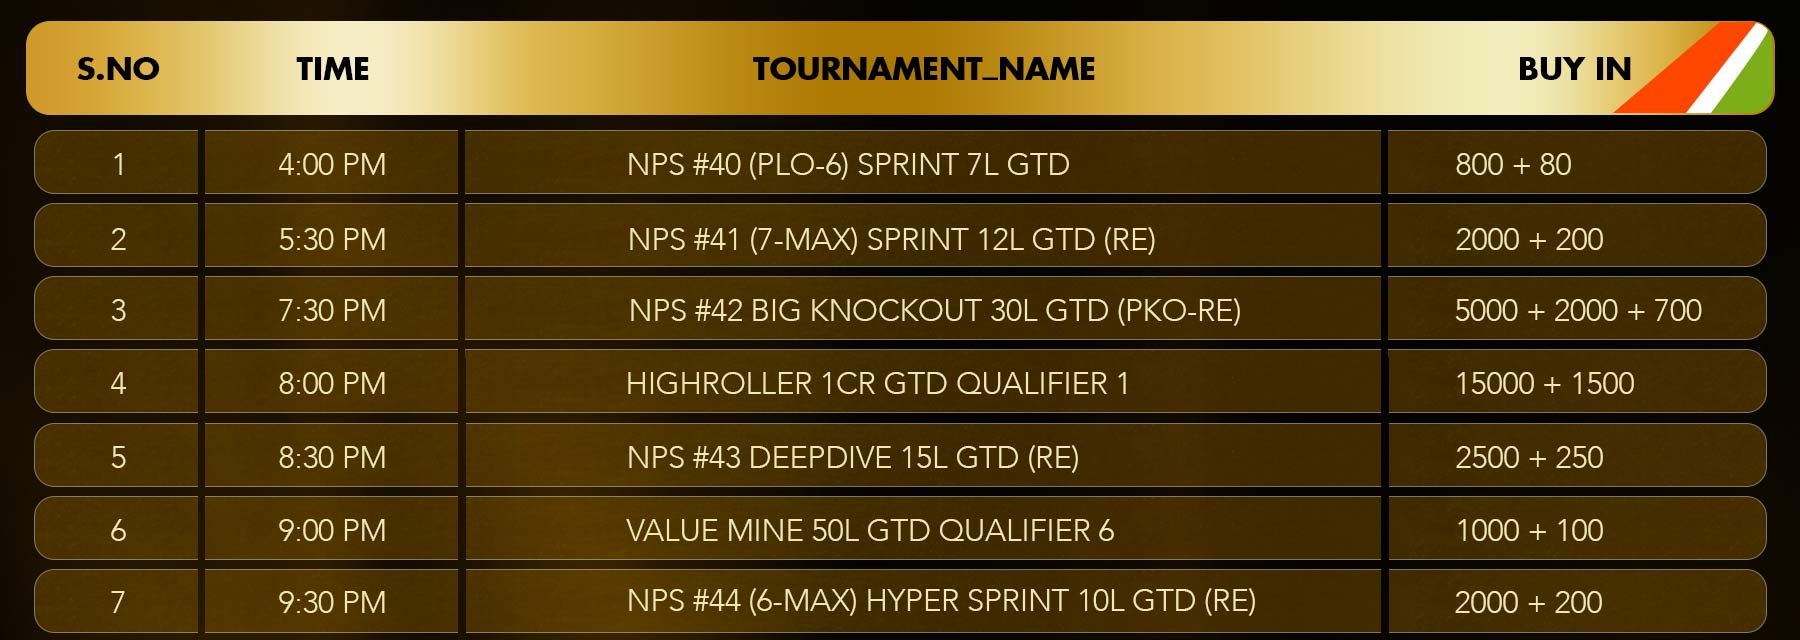 S.NO TIME TOURNAMENT_NAME BUY IN
1 4:00 PM NPS #40 (PLO-6) SPRINT 7L GTD 800 + 80
2 5:30 PM NPS #41 (7-MAX) SPRINT 12L GTD (RE) 2000 + 200
3 7:30 PM NPS #42 BIG KNOCKOUT 30L GTD (PKO-RE) 5000 + 2000 + 700
4 8:00 PM HIGHROLLER 1CR GTD QUALIFIER 1 15000 + 1500
5 8:30 PM NPS #43 DEEPDIVE 15L GTD (RE) 2500 + 250
6 9:00 PM VALUE MINE 50L GTD QUALIFIER 6 1000 + 100
7 9:30 PM NPS #44 (6-MAX) HYPER SPRINT 10L GTD (RE) 2000 + 200